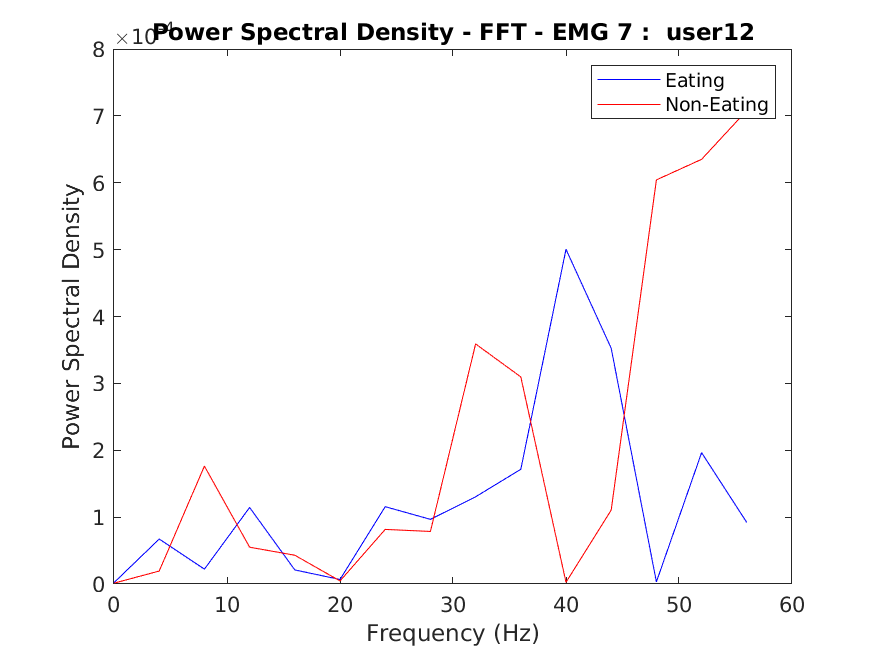 Power Spectral Density - FFT - EMG 7 :  user12
×10
8
7
6
5
4
3
2
1
0
Power Spectral Density
Eating
Non-Eating
0 10 20 30 40 50 60
Frequency (Hz)